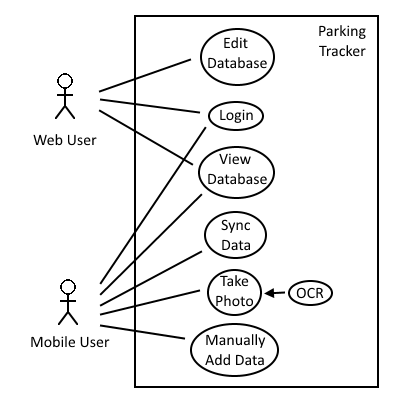 Parking
Tracker
Edit
Database
Login
Web User
View
Database
Sync
Data
Take
Photo
OCR
Mobile User
Manually
Add Data